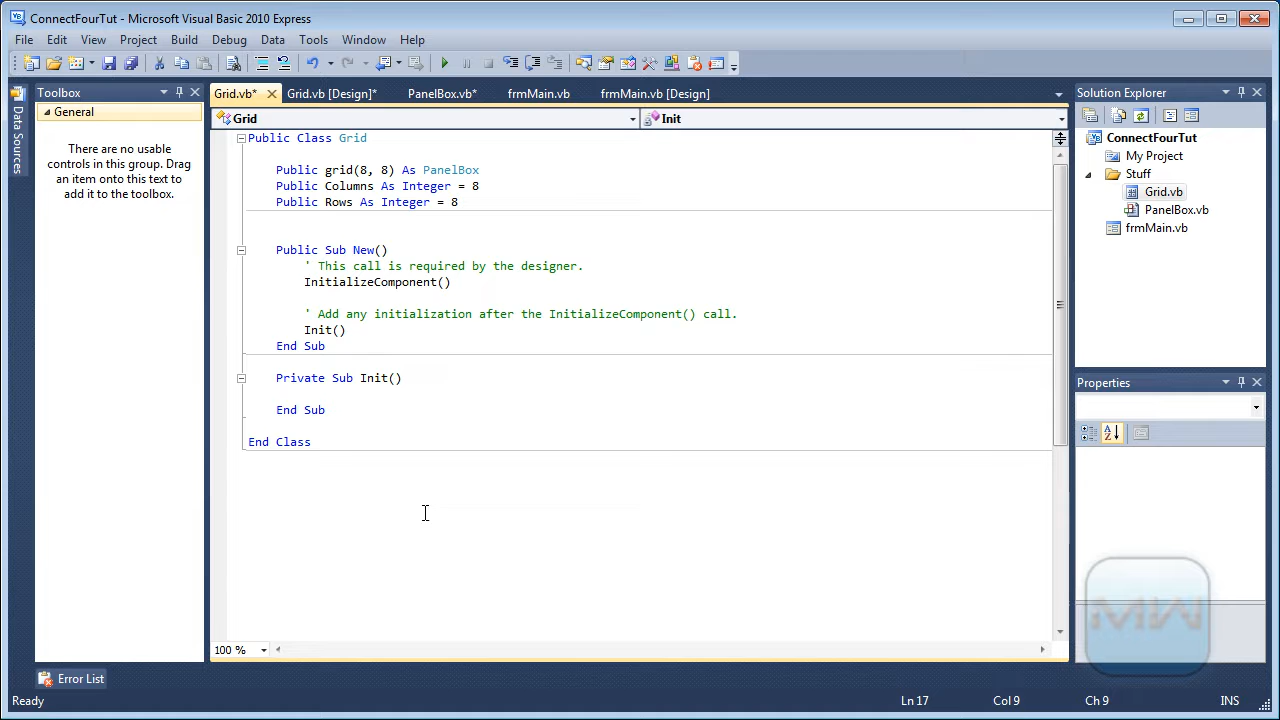 ConnectFourTut - Microsoft Visual Basic 2010 Express
File Edit View Project Build Debug Data Tools Window Help
Toolbox
General
There are no usable
controls in this group. Drag
an item onto this text to
add it to the toolbox.
Data Sources
Grid.vb* Grid.vb [Design]* PanelBox.vb* frmMain.vb frmMain.vb [Design]
Grid Init
Public Class Grid
Public grid(8, 8) As PanelBox
Public Columns As Integer = 8
Public Rows As Integer = 8
Public Sub New()
' This call is required by the designer.
InitializeComponent()
' Add any initialization after the InitializeComponent() call.
Init()
End Sub
Private Sub Init()
End Sub
End Class
100 %
Solution Explorer
ConnectFourTut
My Project
Stuff
Grid.vb
PanelBox.vb
frmMain.vb
Properties
MW
Error List
Ready Ln 17 Col 9 Ch 9 INS